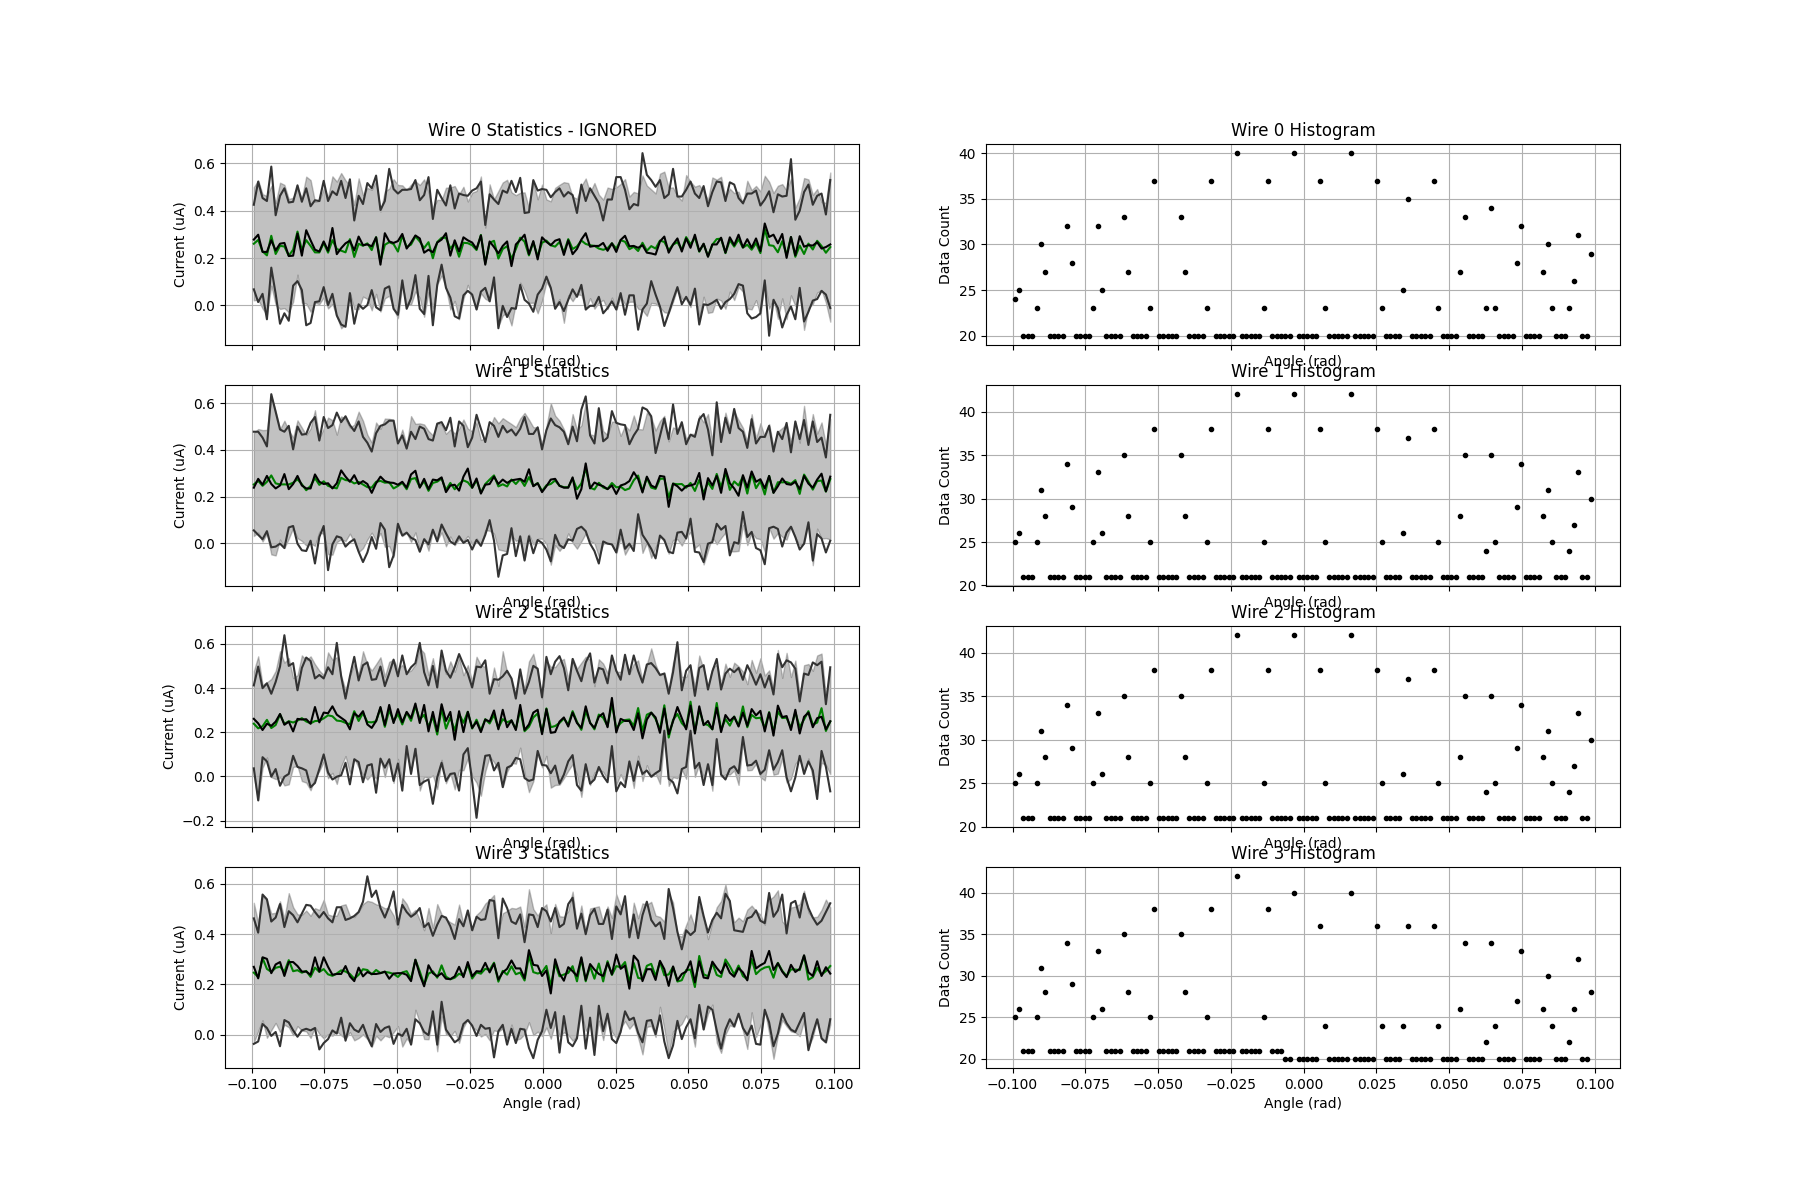 Wire 0 Statistics - IGNORED
Current (uA)
0.6
0.4
0.2
0.0
Angle (rad)
Wire 0 Histogram
Data Count
40
35
30
25
20
Angle (rad)
Wire 1 Statistics
Current (uA)
0.6
0.4
0.2
0.0
Angle (rad)
Wire 1 Histogram
Data Count
40
35
30
25
20
Angle (rad)
Wire 2 Statistics
Current (uA)
0.6
0.4
0.2
0.0
−0.2
Angle (rad)
Wire 2 Histogram
Data Count
40
35
30
25
20
Angle (rad)
Wire 3 Statistics
Current (uA)
0.6
0.4
0.2
0.0
−0.100 −0.075 −0.050 −0.025 0.000 0.025 0.050 0.075 0.100
Angle (rad)
Wire 3 Histogram
Data Count
40
35
30
25
20
−0.100 −0.075 −0.050 −0.025 0.000 0.025 0.050 0.075 0.100
Angle (rad)